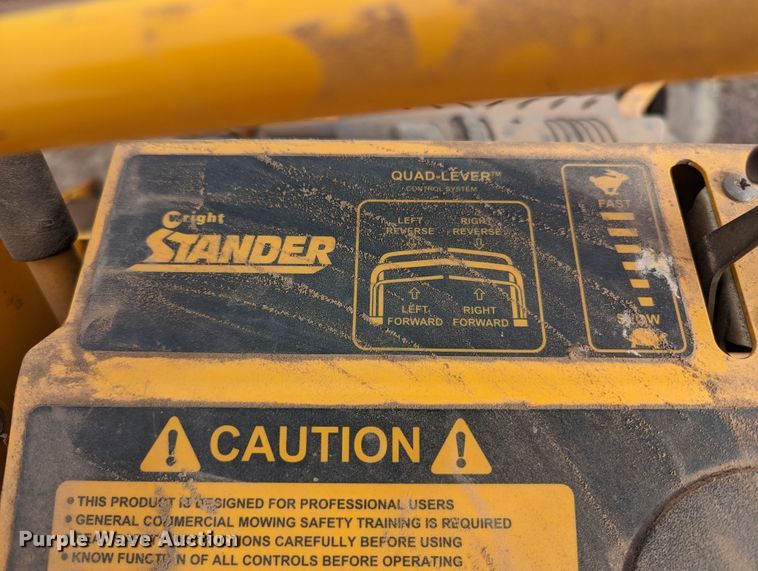 QUAD-LEVER™
CONTROL SYSTEM
Wright
STANDER
LEFT REVERSE
RIGHT REVERSE
LEFT FORWARD
RIGHT FORWARD
FAST
SLOW
CAUTION
• THIS PRODUCT IS DESIGNED FOR PROFESSIONAL USERS
• GENERAL COMMERCIAL MOWING SAFETY TRAINING IS REQUIRED
CAREFULLY BEFORE USING
• KNOW FUNCTION OF ALL CONTROLS BEFORE OPERATING
Purple Wave Auction